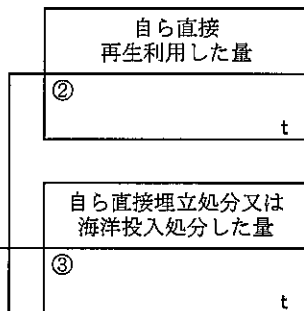 自ら直接
再生利用した量
②
t
自ら直接埋立処分又は
海洋投入処分した量
③
t